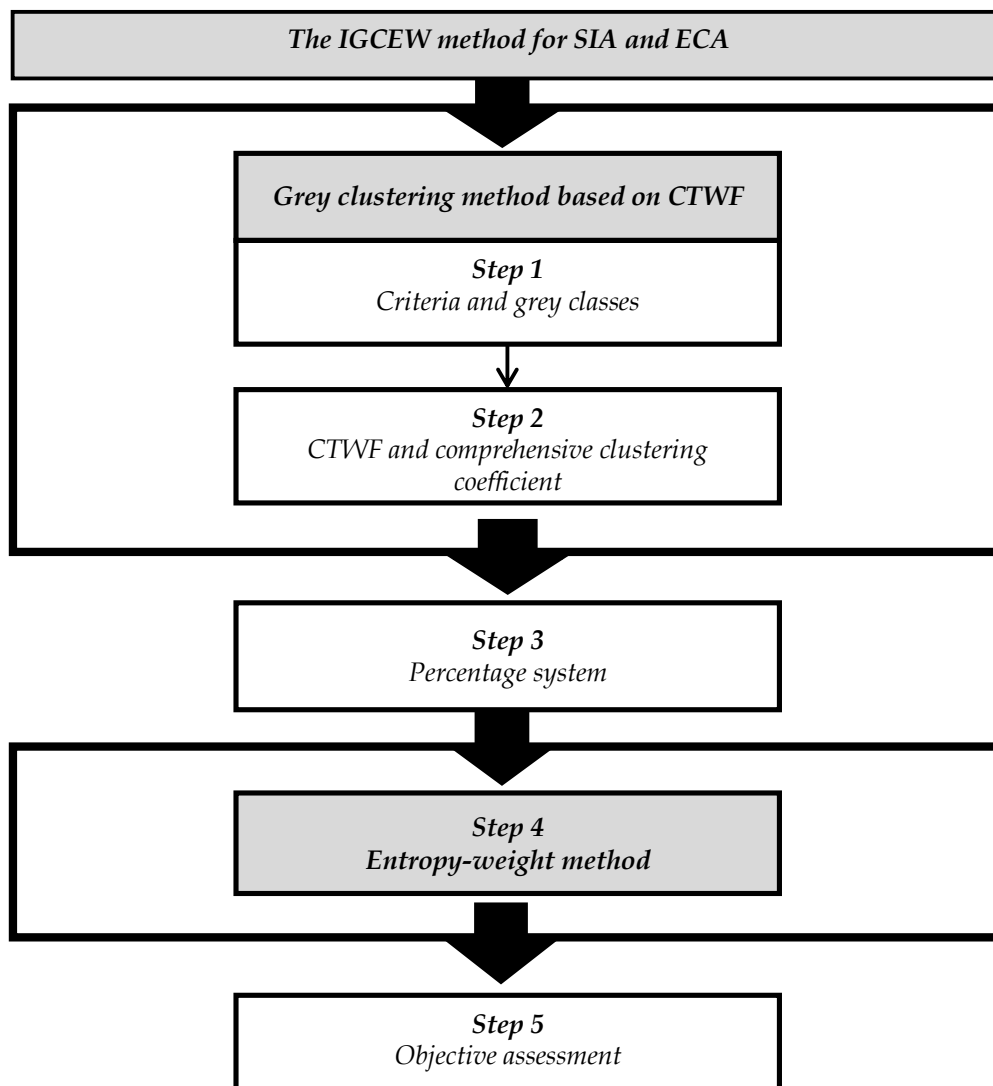 The IGCEW method for SIA and ECA
Grey clustering method based on CTWF
Step 1
Criteria and grey classes
Step 2
CTWF and comprehensive clustering
coefficient
Step 3
Percentage system
Step 4
Entropy-weight method
Step 5
Objective assessment